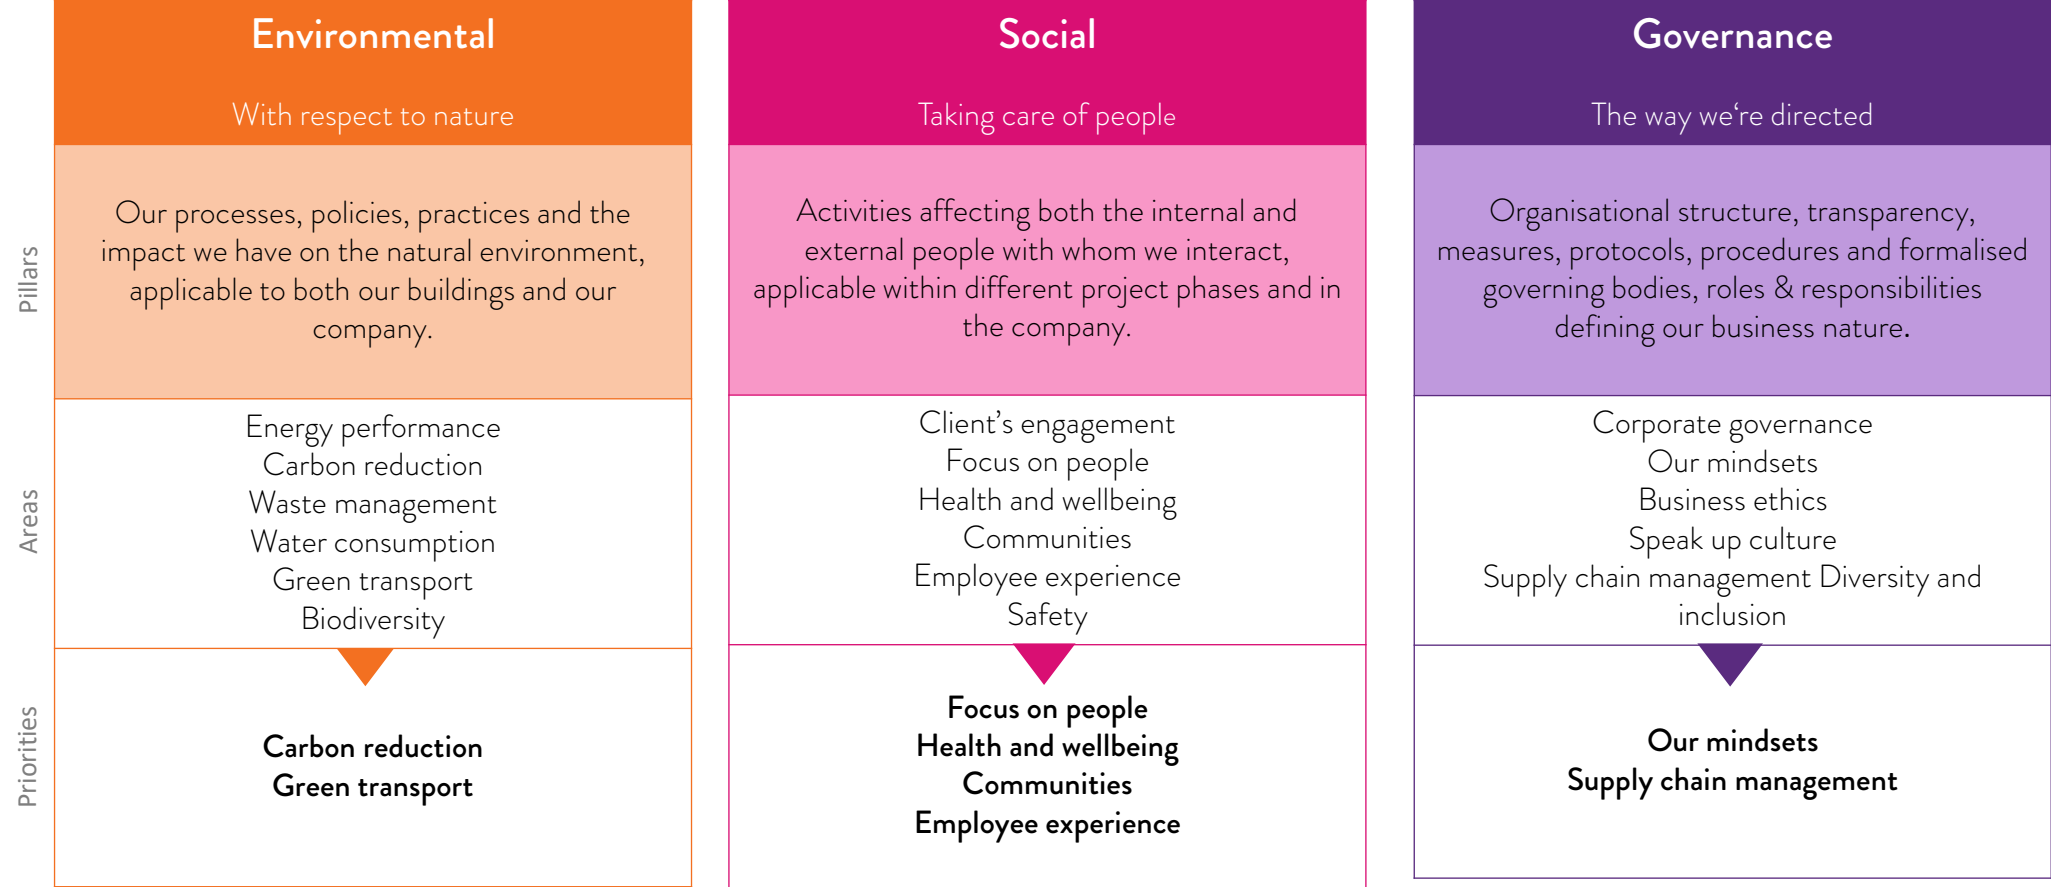 Environmental
With respect to nature
Social
Taking care of people
Governance
The way we‘re directed
Pillars
Our processes, policies, practices and the
impact we have on the natural environment,
applicable to both our buildings and our
company.
Activities affecting both the internal and
external people with whom we interact,
applicable within different project phases and in
the company.
Organisational structure, transparency,
measures, protocols, procedures and formalised
governing bodies, roles & responsibilities
defining our business nature.
Areas
Energy performance
Carbon reduction
Waste management
Water consumption
Green transport
Biodiversity
Client’s engagement
Focus on people
Health and wellbeing
Communities
Employee experience
Safety
Corporate governance
Our mindsets
Business ethics
Speak up culture
Supply chain management Diversity and
inclusion
Priorities
Carbon reduction
Green transport
Focus on people
Health and wellbeing
Communities
Employee experience
Our mindsets
Supply chain management